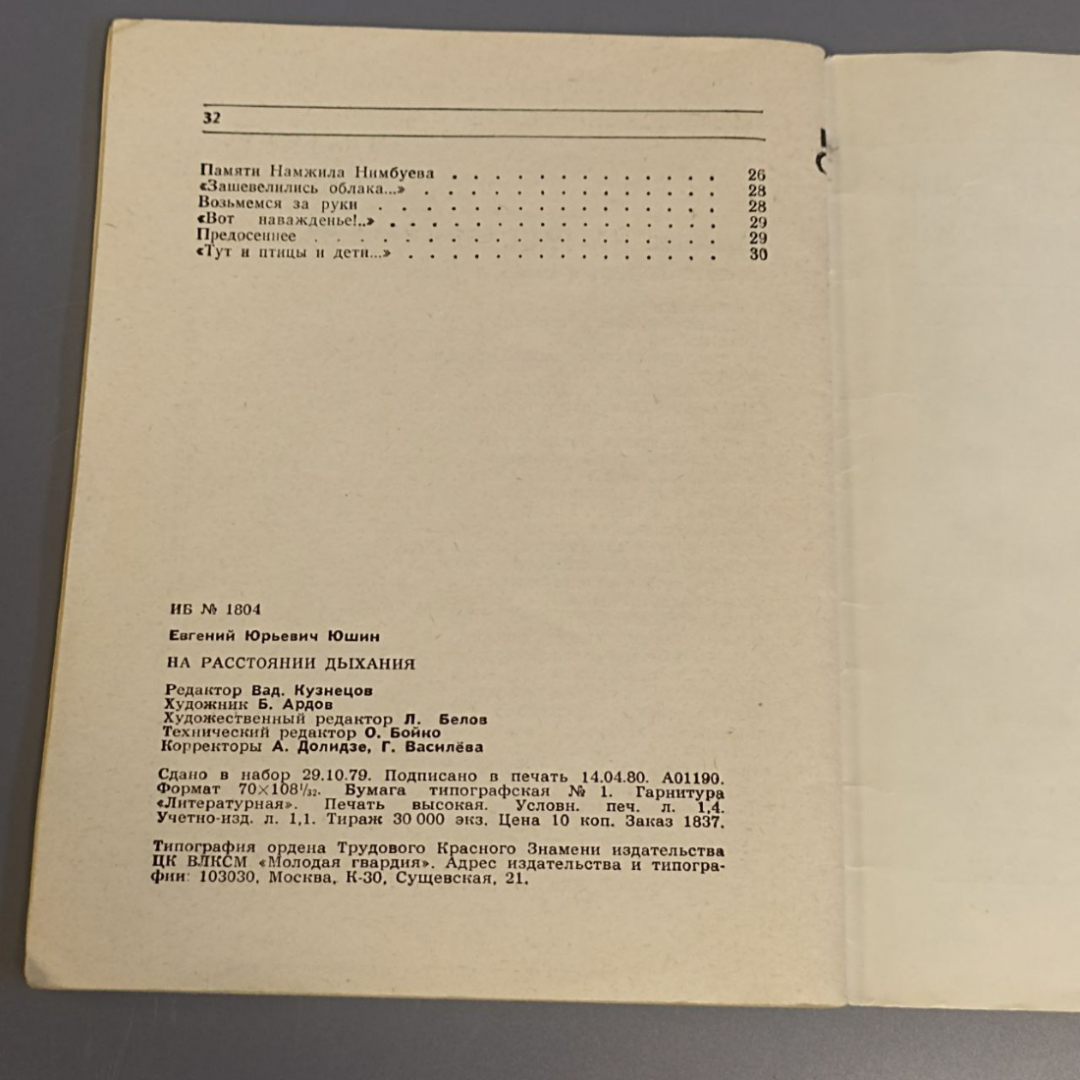 32
Памяти Намжила Нимбуева . . . . . . . . . . . . . 26
«Зашевелились облака...» . . . . . . . . . . . . . . 28
Возьмемся за руки . . . . . . . . . . . . . . . . 28
«Вот наважденье!..» . . . . . . . . . . . . . . . . 29
Предосеннее . . . . . . . . . . . . . . . . . . . 29
«Тут и птицы и дети...» . . . . . . . . . . . . . . . 30
ИБ № 1804
Евгений Юрьевич Юшин
НА РАССТОЯНИИ ДЫХАНИЯ
Редактор Вад. Кузнецов
Художник Б. Ардов
Художественный редактор Л. Белов
Технический редактор О. Бойко
Корректоры А. Долидзе, Г. Василёва
Сдано в набор 29.10.79. Подписано в печать 14.04.80. А01190.
Формат 70×108¹/₃₂. Бумага типографская № 1. Гарнитура
«Литературная». Печать высокая. Условн. печ. л. 1,4.
Учетно-изд. л. 1,1. Тираж 30 000 экз. Цена 10 коп. Заказ 1837.
Типография ордена Трудового Красного Знамени издательства
ЦК ВЛКСМ «Молодая гвардия». Адрес издательства и типогра-
фии: 103030, Москва, К-30, Сущевская, 21.